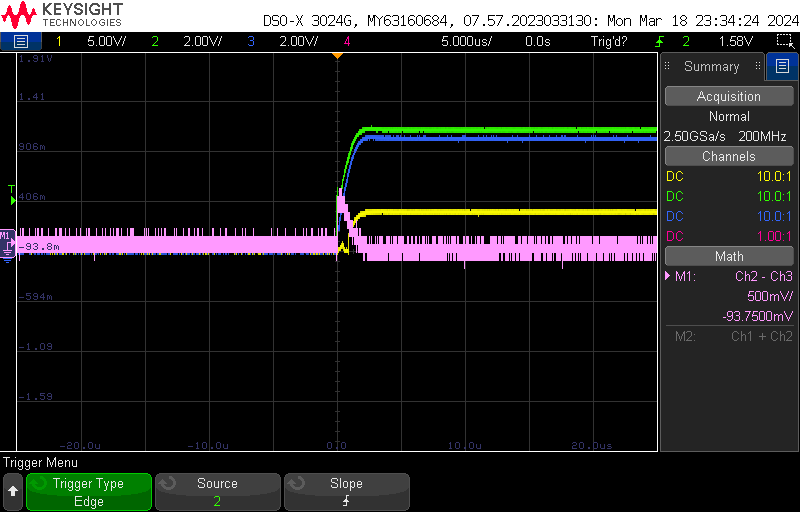 KEYSIGHT
TECHNOLOGIES
DSO-X 3024G, MY63160684, 07.57.2023033130: Mon Mar 18 23:34:24 2024
1 5.00V/ 2 2.00V/ 3 2.00V/ 4 5.000us/ 0.0s Trig'd? 2 1.58V
1.91V
1.41
906m
406m
-93.8m
-594m
-1.09
-1.59
-20.0u -10.0u 0.0 10.0u 20.0us
T
M1
Summary
Acquisition
Normal
2.50GSa/s 200MHz
Channels
DC 10.0:1
DC 10.0:1
DC 10.0:1
DC 1.00:1
Math
M1: Ch2 - Ch3
500mV/
-93.7500mV
M2: Ch1 + Ch2
Trigger Menu
Trigger Type
Edge
Source
2
Slope